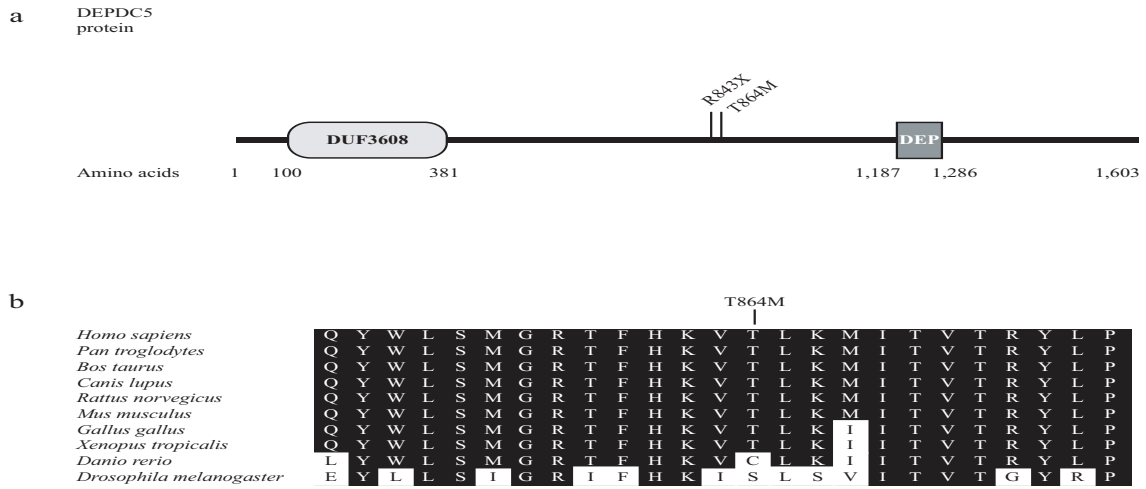 a
DEPDC5
protein
R843X
T864M
DUF3608
DEP
Amino acids 1 100 381 1,187 1,286 1,603
b
T864M
Homo sapiens Q Y W L S M G R T F H K V T L K M I T V T R Y L P
Pan troglodytes Q Y W L S M G R T F H K V T L K M I T V T R Y L P
Bos taurus Q Y W L S M G R T F H K V T L K M I T V T R Y L P
Canis lupus Q Y W L S M G R T F H K V T L K M I T V T R Y L P
Rattus norvegicus Q Y W L S M G R T F H K V T L K M I T V T R Y L P
Mus musculus Q Y W L S M G R T F H K V T L K M I T V T R Y L P
Gallus gallus Q Y W L S M G R T F H K V T L K I I T V T R Y L P
Xenopus tropicalis Q Y W L S M G R T F H K V T L K I I T V T R Y L P
Danio rerio L Y W L S M G R T F H K V C L K I I T V T R Y L P
Drosophila melanogaster E Y L L S I G R I F H K I S L S V I T V T G Y R P